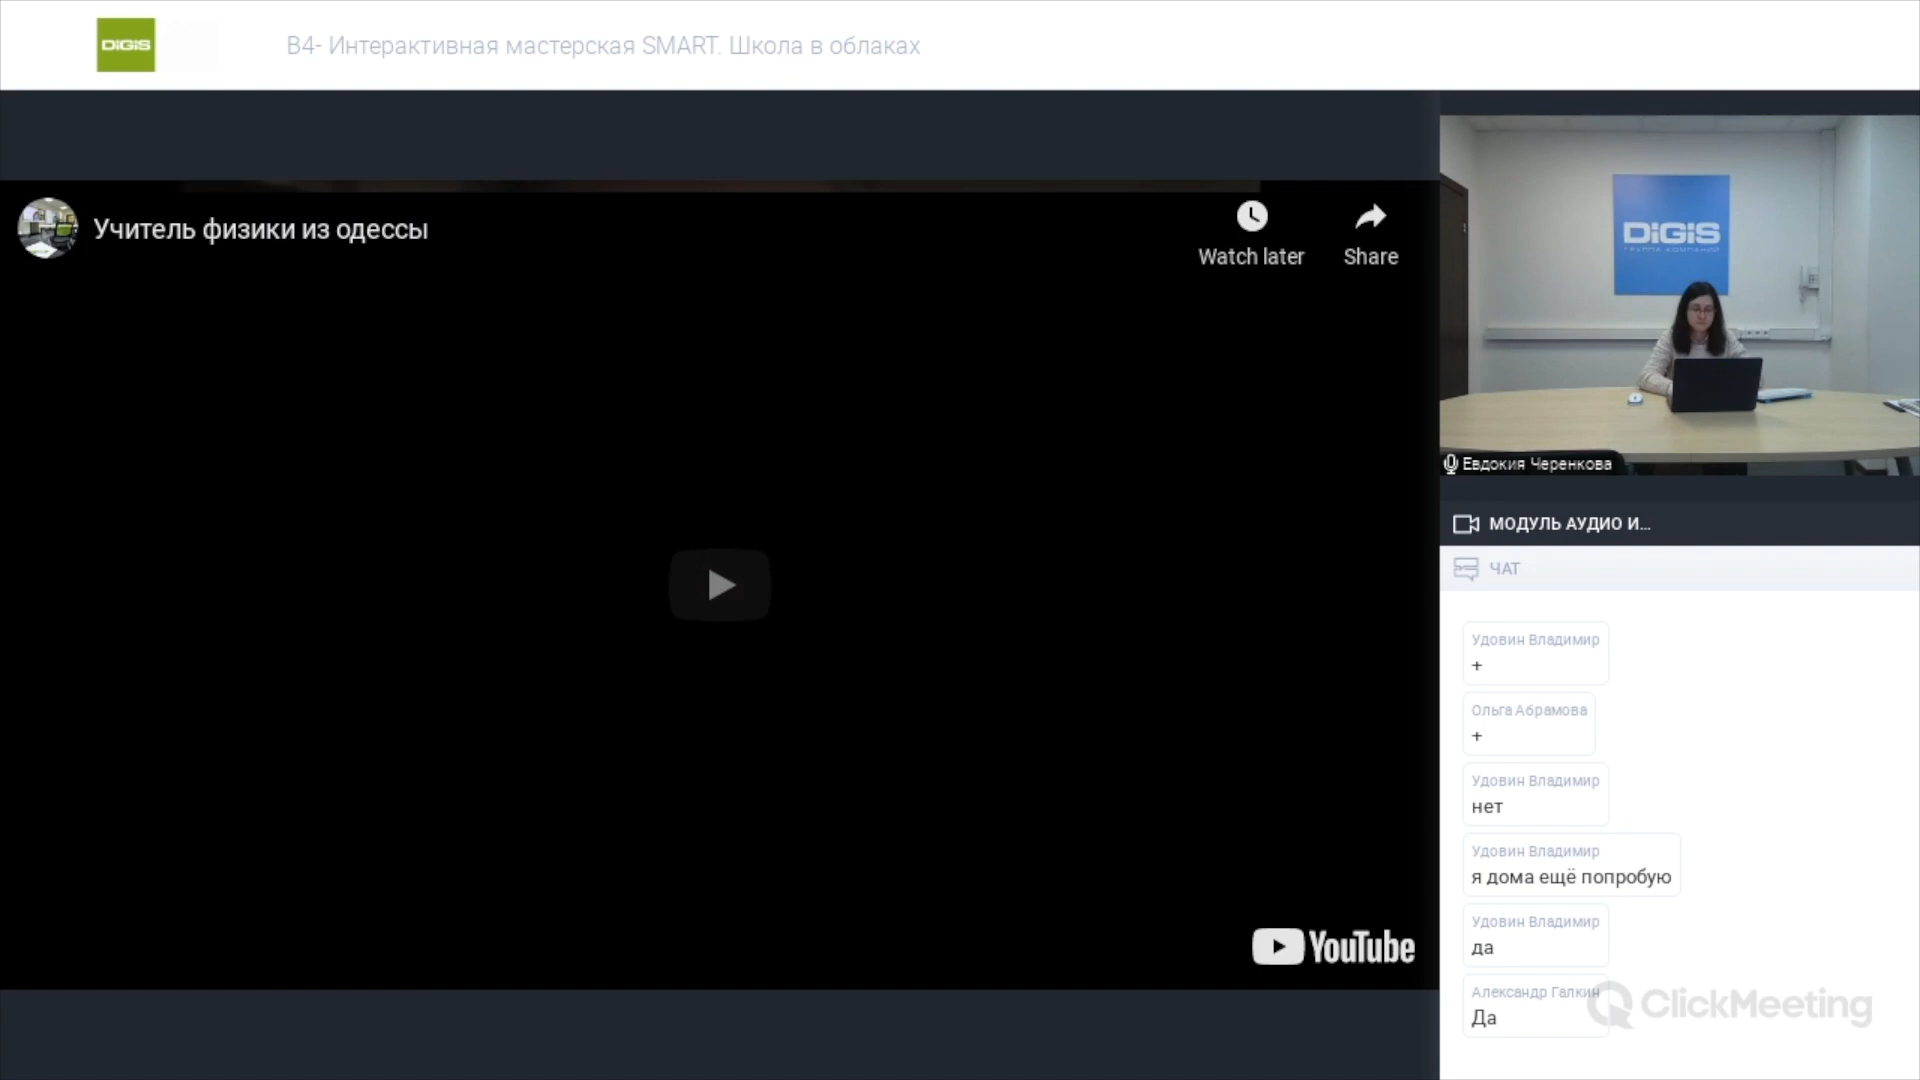 DIGIS
B4- Интерактивная мастерская SMART. Школа в облаках
Учитель физики из одессы
Watch later
Share
YouTube
DIGIS
ГРУППА КОМПАНИЙ
Евдокия Черенкова
МОДУЛЬ АУДИО И...
ЧАТ
Удовин Владимир
+
Ольга Абрамова
+
Удовин Владимир
нет
Удовин Владимир
я дома ещё попробую
Удовин Владимир
да
Александр Галкин
Да
ClickMeeting